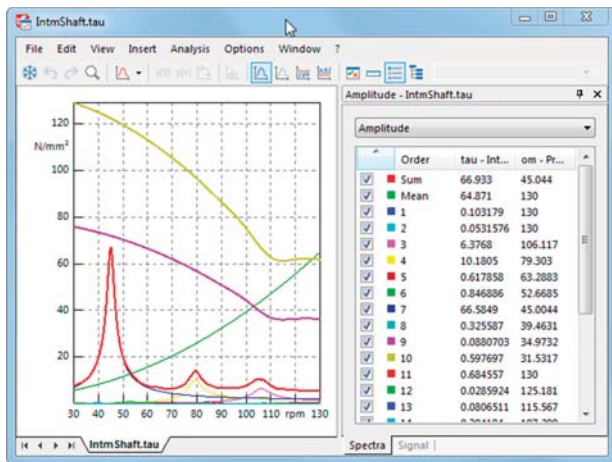 IntmShaft.tau
File Edit View Insert Analysis Options Window ?
Amplitude - IntmShaft.tau
Amplitude
Order tau - Int... om - Pr...
Sum 66.933 45.044
Mean 64.871 130
1 0.103179 130
2 0.0531576 130
3 6.3768 106.117
4 10.1805 79.303
5 0.617858 63.2883
6 0.846886 52.6685
7 66.5849 45.0044
8 0.325587 39.4631
9 0.0880703 34.9732
10 0.597697 31.5317
11 0.684557 130
12 0.0285924 125.181
13 0.0806511 115.567
120
N/mm²
100
80
60
40
20
30 40 50 60 70 80 90 100 110 rpm 130
IntmShaft.tau
Spectra Signal